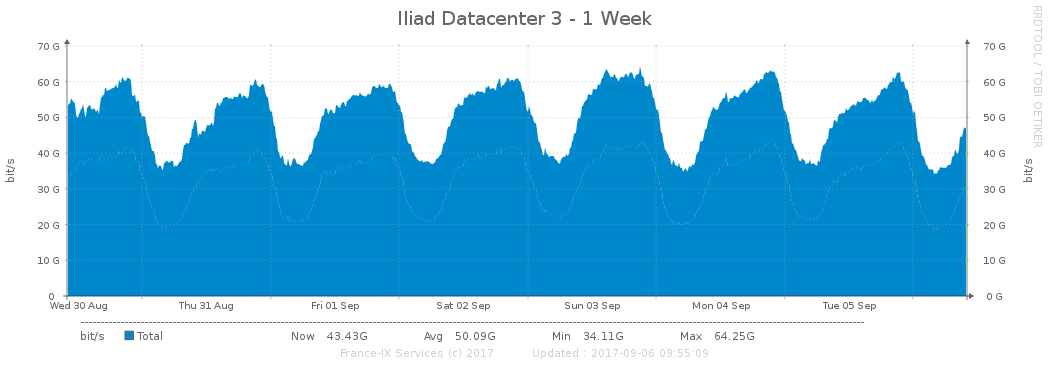 Iliad Datacenter 3 - 1 Week
RRDTOOL / TOBI OETIKER
70 G 70 G
60 G 60 G
50 G 50 G
40 G 40 G
30 G 30 G
20 G 20 G
10 G 10 G
0 0 G
bit/s bit/s
Wed 30 Aug Thu 31 Aug Fri 01 Sep Sat 02 Sep Sun 03 Sep Mon 04 Sep Tue 05 Sep
bit/s Total Now 43.43G Avg 50.09G Min 34.11G Max 64.25G
France-IX Services (c) 2017 Updated : 2017-09-06 09:55:09